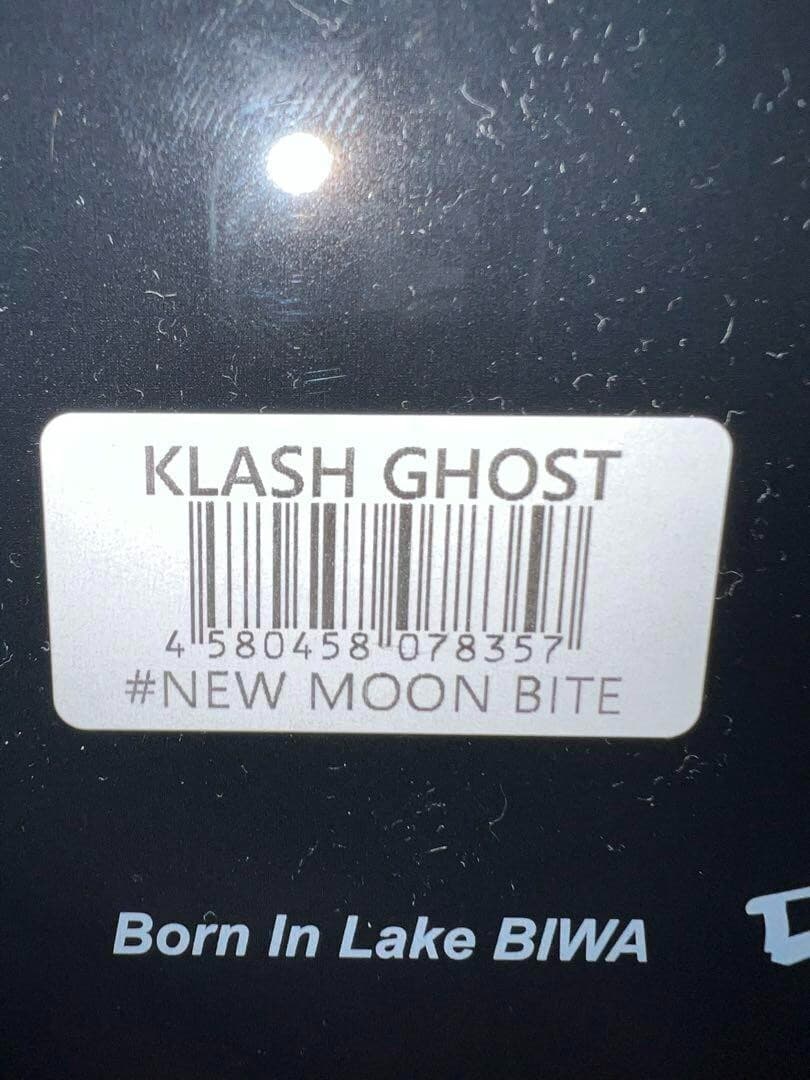 KLASH GHOST
4 580458 078357
#NEW MOON BITE
Born In Lake BIWA